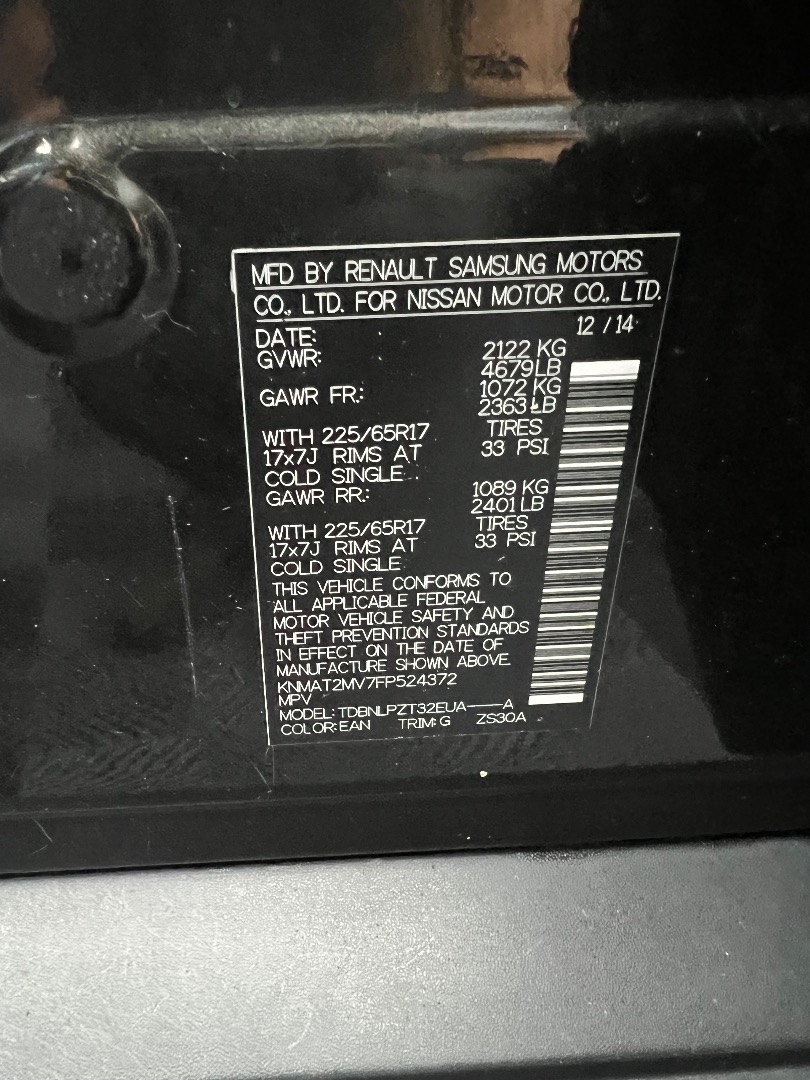 MFD BY RENAULT SAMSUNG MOTORS
CO., LTD. FOR NISSAN MOTOR CO., LTD.
DATE: 12 / 14
GVWR: 2122 KG
4679LB
GAWR FR.: 1072 KG
2363 LB
WITH 225/65R17 TIRES
17x7J RIMS AT 33 PSI
COLD SINGLE
GAWR RR.: 1089 KG
2401 LB
WITH 225/65R17 TIRES
17x7J RIMS AT 33 PSI
COLD SINGLE
THIS VEHICLE CONFORMS TO
ALL APPLICABLE FEDERAL
MOTOR VEHICLE SAFETY AND
THEFT PREVENTION STANDARDS
IN EFFECT ON THE DATE OF
MANUFACTURE SHOWN ABOVE.
KNMAT2MV7FP524372
MPV
MODEL: TDBNLPZT32EUA——A
COLOR:EAN TRIM:G ZS30A